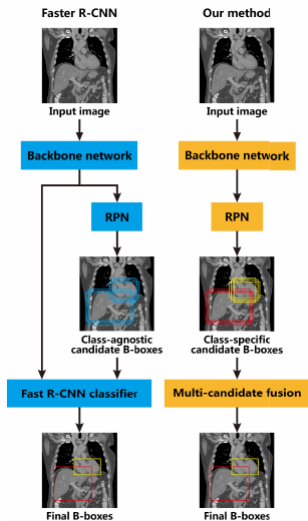 Faster R-CNN
Our method
Input image
Input image
Backbone network
Backbone network
RPN
RPN
Class-agnostic
candidate B-boxes
Class-specific
candidate B-boxes
Fast R-CNN classifier
Multi-candidate fusion
Final B-boxes
Final B-boxes